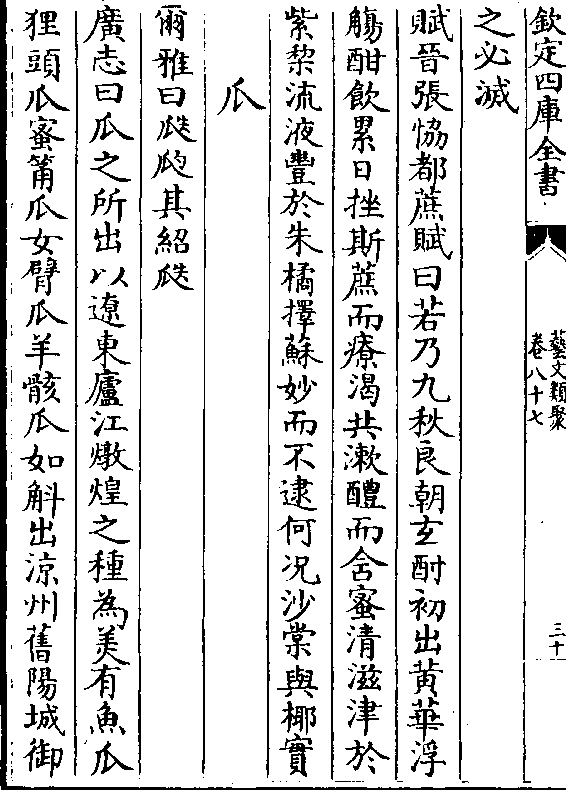 欽定四庫全書
藝文類聚
卷八十七
三十
之必滅
賦晉張恊都蔗賦曰若乃九秋良朝玄酎初出黄華浮
觴酣飲累日挫斯蔗而療渴共漱醴而含蜜清滋津於
紫棃流液豐於朱橘擇蘇妙而不逮何況沙棠與椰實
瓜
爾雅曰瓞瓝其紹瓞
廣志曰瓜之所出以遼東廬江燉煌之種為美有魚瓜
狸頭瓜蜜筩瓜女臂瓜羊骸瓜如斛出涼州舊陽城御